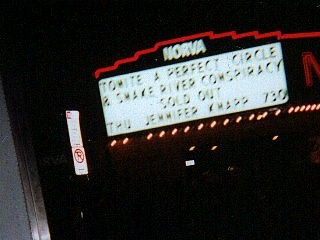 NORVA
TONITE A PERFECT CIRCLE
& SNAKE RIVER CONSPIRACY
SOLD OUT
THU JENNIFER KNAPP 730